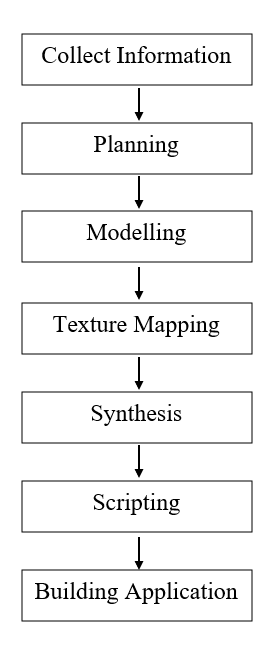 Collect Information
Planning
Modelling
Texture Mapping
Synthesis
Scripting
Building Application